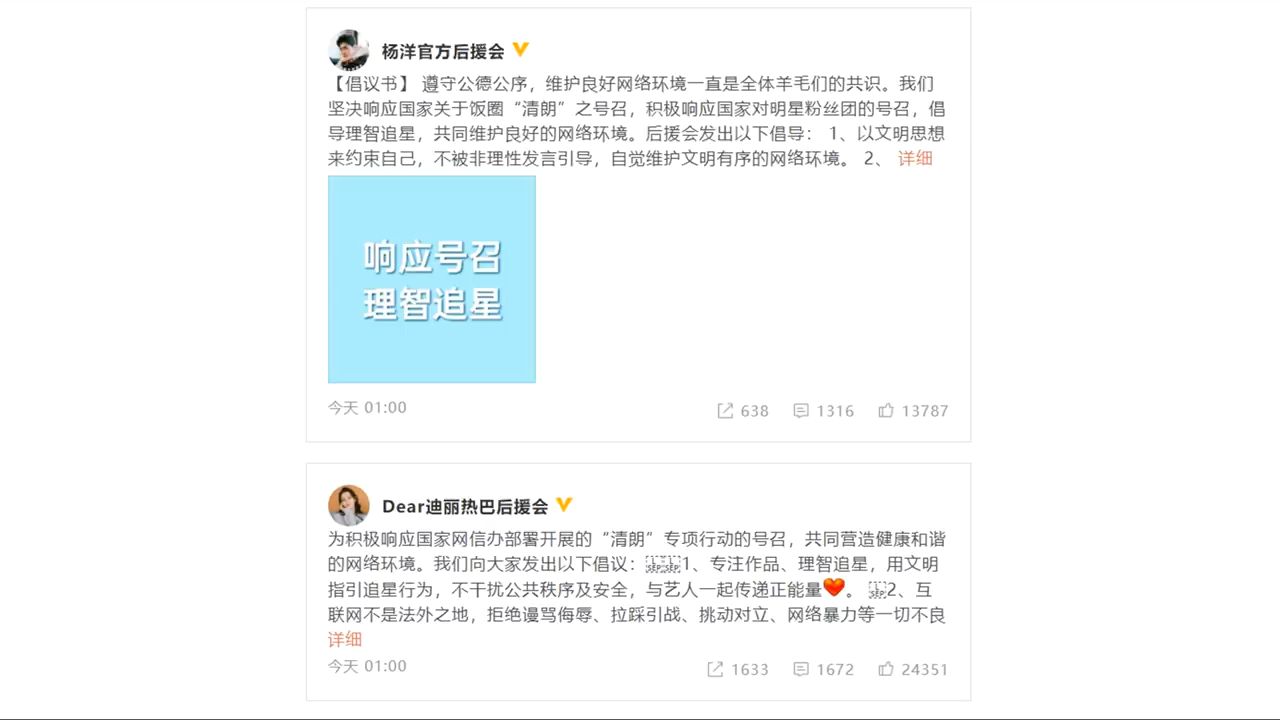 杨洋官方后援会
【倡议书】 遵守公德公序，维护良好网络环境一直是全体羊毛们的共识。我们
坚决响应国家关于饭圈“清朗”之号召，积极响应国家对明星粉丝团的号召，倡
导理智追星，共同维护良好的网络环境。后援会发出以下倡导： 1、以文明思想
来约束自己，不被非理性发言引导，自觉维护文明有序的网络环境。 2、 详细
响应号召
理智追星
今天 01:00
638 1316 13787
Dear迪丽热巴后援会
为积极响应国家网信办部署开展的“清朗”专项行动的号召，共同营造健康和谐
的网络环境。我们向大家发出以下倡议：1、专注作品、理智追星，用文明
指引追星行为，不干扰公共秩序及安全，与艺人一起传递正能量❤️。 2、互
联网不是法外之地，拒绝谩骂侮辱、拉踩引战、挑动对立、网络暴力等一切不良
详细
今天 01:00
1633 1672 24351